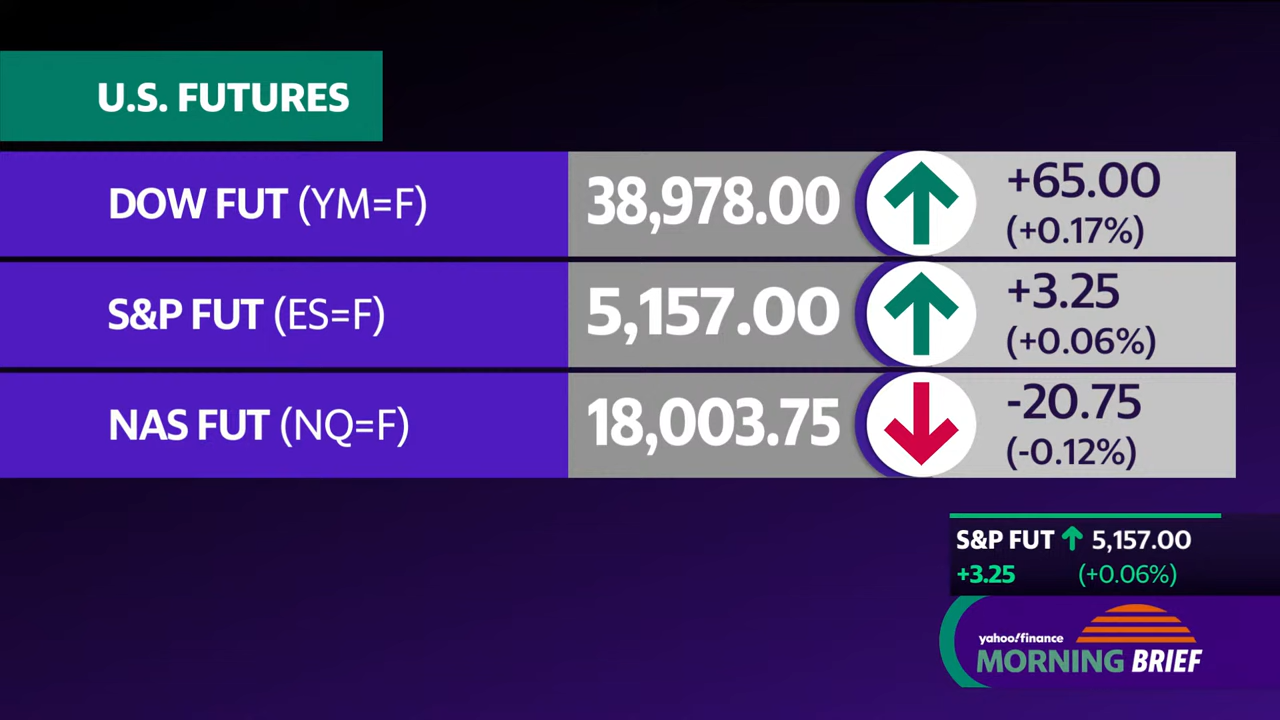 U.S. FUTURES
DOW FUT (YM=F) 38,978.00 +65.00
(+0.17%)
S&P FUT (ES=F) 5,157.00 +3.25
(+0.06%)
NAS FUT (NQ=F) 18,003.75 -20.75
(-0.12%)
S&P FUT 5,157.00
+3.25 (+0.06%)
yahoo!finance
MORNING BRIEF